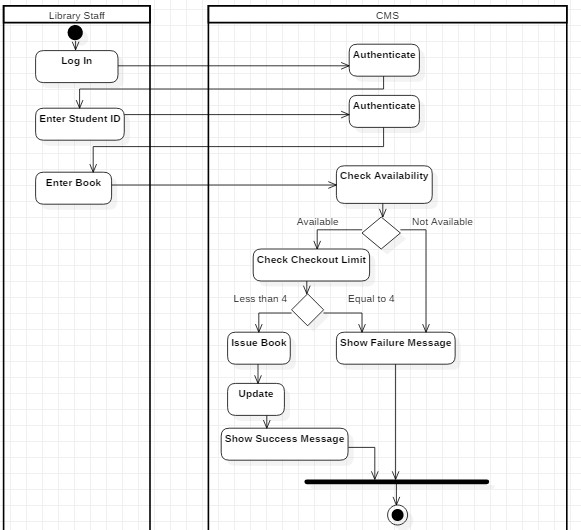 Library Staff
CMS
Log In
Authenticate
Enter Student ID
Authenticate
Enter Book
Check Availability
Available
Not Available
Check Checkout Limit
Less than 4
Equal to 4
Issue Book
Show Failure Message
Update
Show Success Message